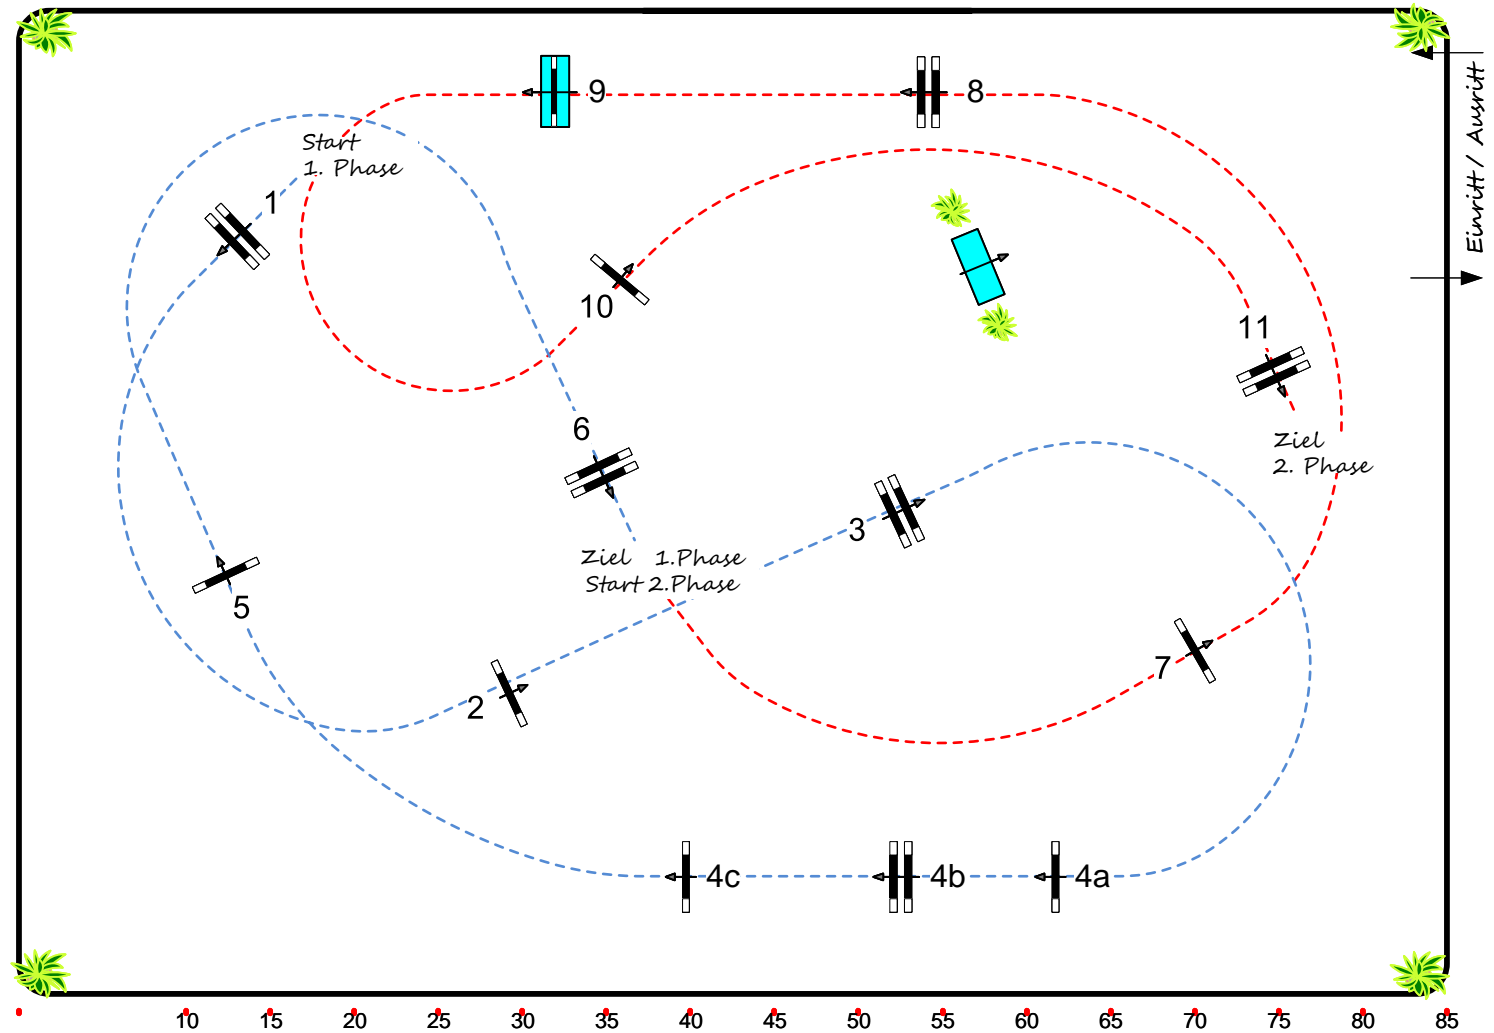 9
8
Start
1. Phase
1
Einritt / Ausritt
10
11
6
Ziel
2. Phase
3
Ziel 1.Phase
Start 2.Phase
5
7
2
4c
4b
4a
10 15 20 25 30 35 40 45 50 55 60 65 70 75 80 85